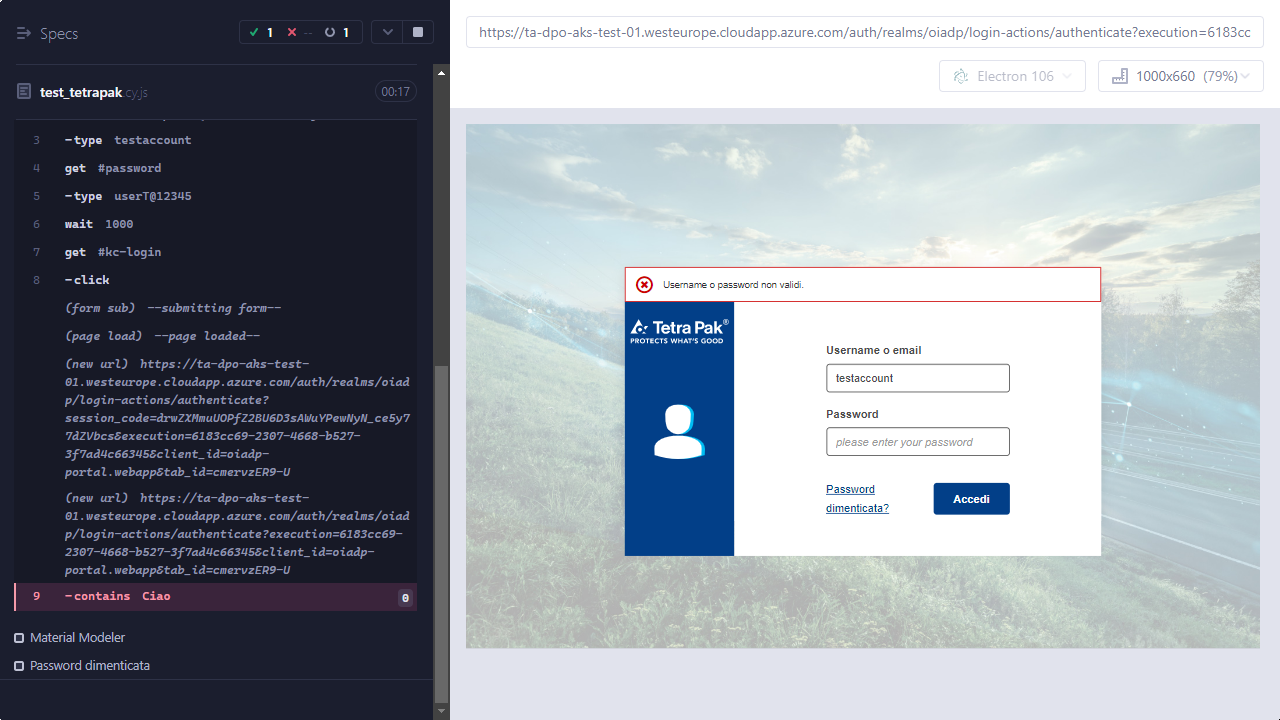 Specs
1
--
1
test_tetrapak.cy.js
00:17
3 -type testaccount
4 get #password
5 -type userT@12345
6 wait 1000
7 get #kc-login
8 -click
(form sub) --submitting form--
(page load) --page loaded--
(new url) https://ta-dpo-aks-test-
01.westeurope.cloudapp.azure.com/auth/realms/oiad
p/login-actions/authenticate?
session_code=drwZXMmuUOPfZ2BU6D3sAWuYPewNyN_ce5y7
7dZVbcs&execution=6183cc69-2307-4668-b527-
3f7ad4c66345&client_id=oiadp-
portal.webapp&tab_id=cmervzER9-U
(new url) https://ta-dpo-aks-test-
01.westeurope.cloudapp.azure.com/auth/realms/oiad
p/login-actions/authenticate?execution=6183cc69-
2307-4668-b527-3f7ad4c66345&client_id=oiadp-
portal.webapp&tab_id=cmervzER9-U
9 -contains Ciao 0
Material Modeler
Password dimenticata
https://ta-dpo-aks-test-01.westeurope.cloudapp.azure.com/auth/realms/oiadp/login-actions/authenticate?execution=6183cc
Electron 106
1000x660 (79%)
Username o password non validi.
Tetra Pak®
PROTECTS WHAT'S GOOD
Username o email
testaccount
Password
please enter your password
Password
dimenticata?
Accedi